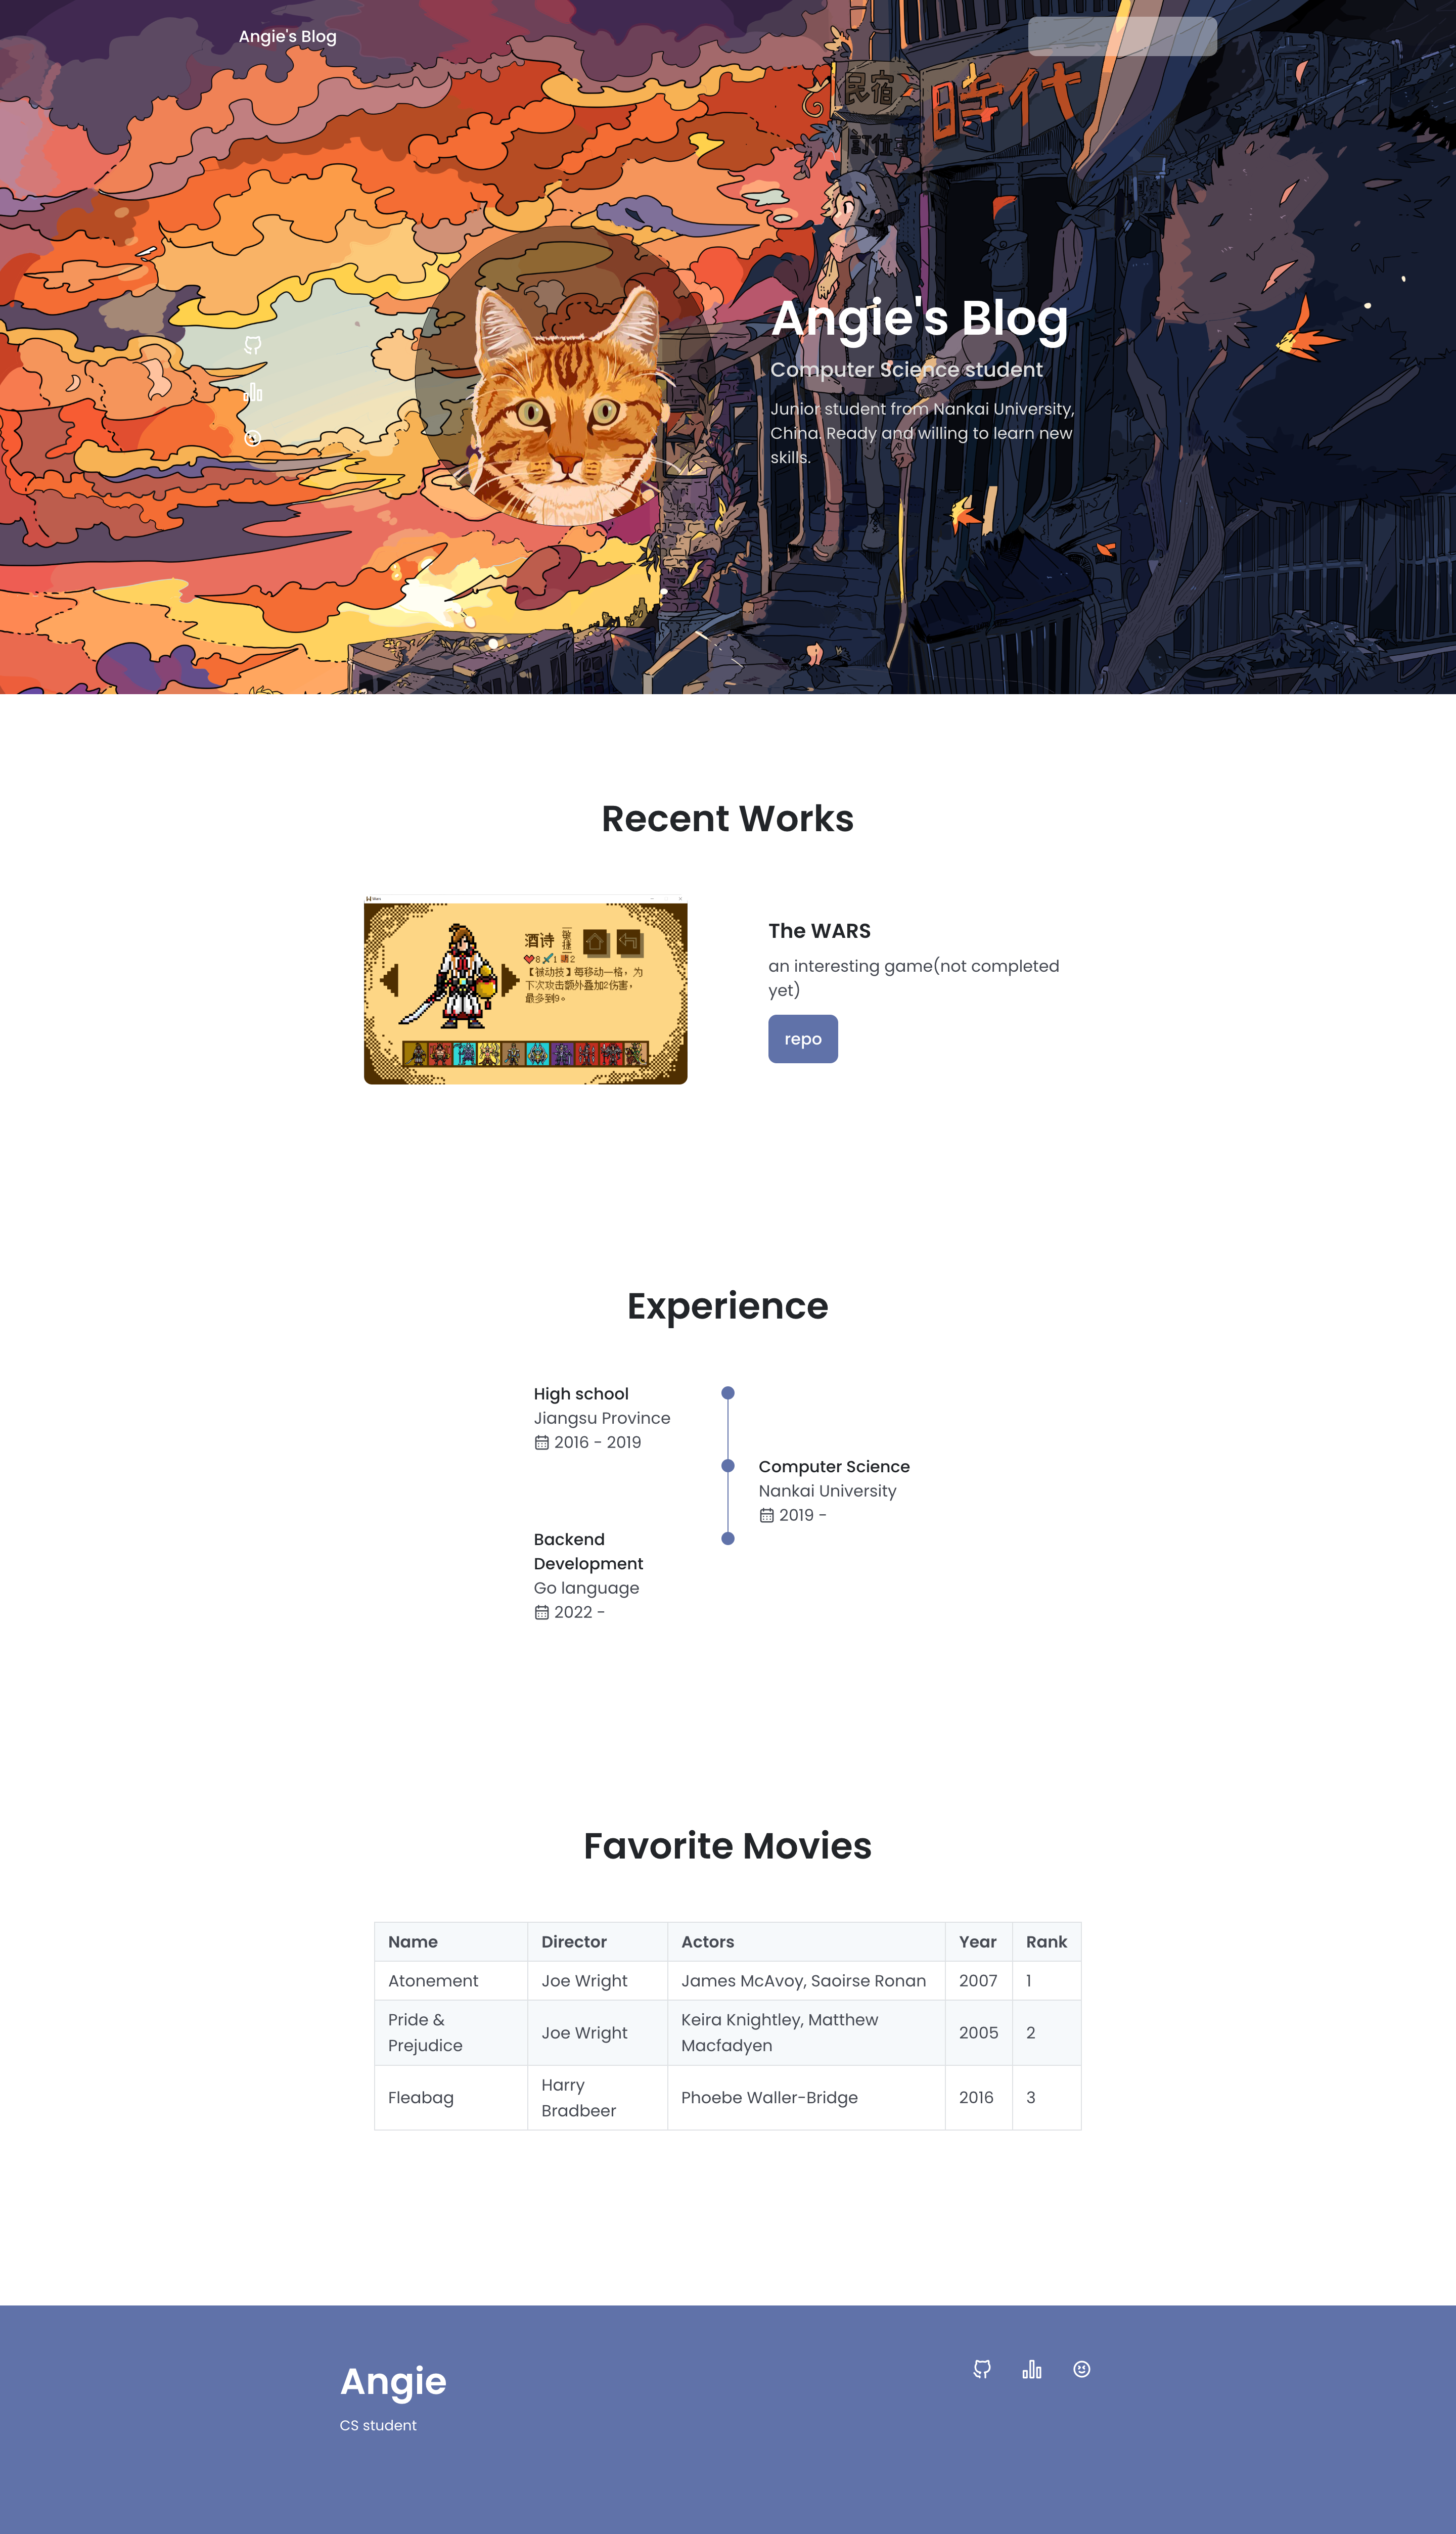 Angie's Blog
民宿
時代
Angie's Blog
Computer Science student
Junior student from Nankai University,
China. Ready and willing to learn new
skills.
Recent Works
Wars
酒诗
敏捷
8 1 2
【被动技】每移动一格，为
下次攻击额外叠加2伤害，
最多到9。
The WARS
an interesting game(not completed
yet)
repo
Experience
High school
Jiangsu Province
2016 - 2019
Computer Science
Nankai University
2019 -
Backend
Development
Go language
2022 -
Favorite Movies
Name Director Actors Year Rank
Atonement Joe Wright James McAvoy, Saoirse Ronan 2007 1
Pride &
Prejudice Joe Wright Keira Knightley, Matthew
Macfadyen 2005 2
Fleabag Harry
Bradbeer Phoebe Waller-Bridge 2016 3
Angie
CS student